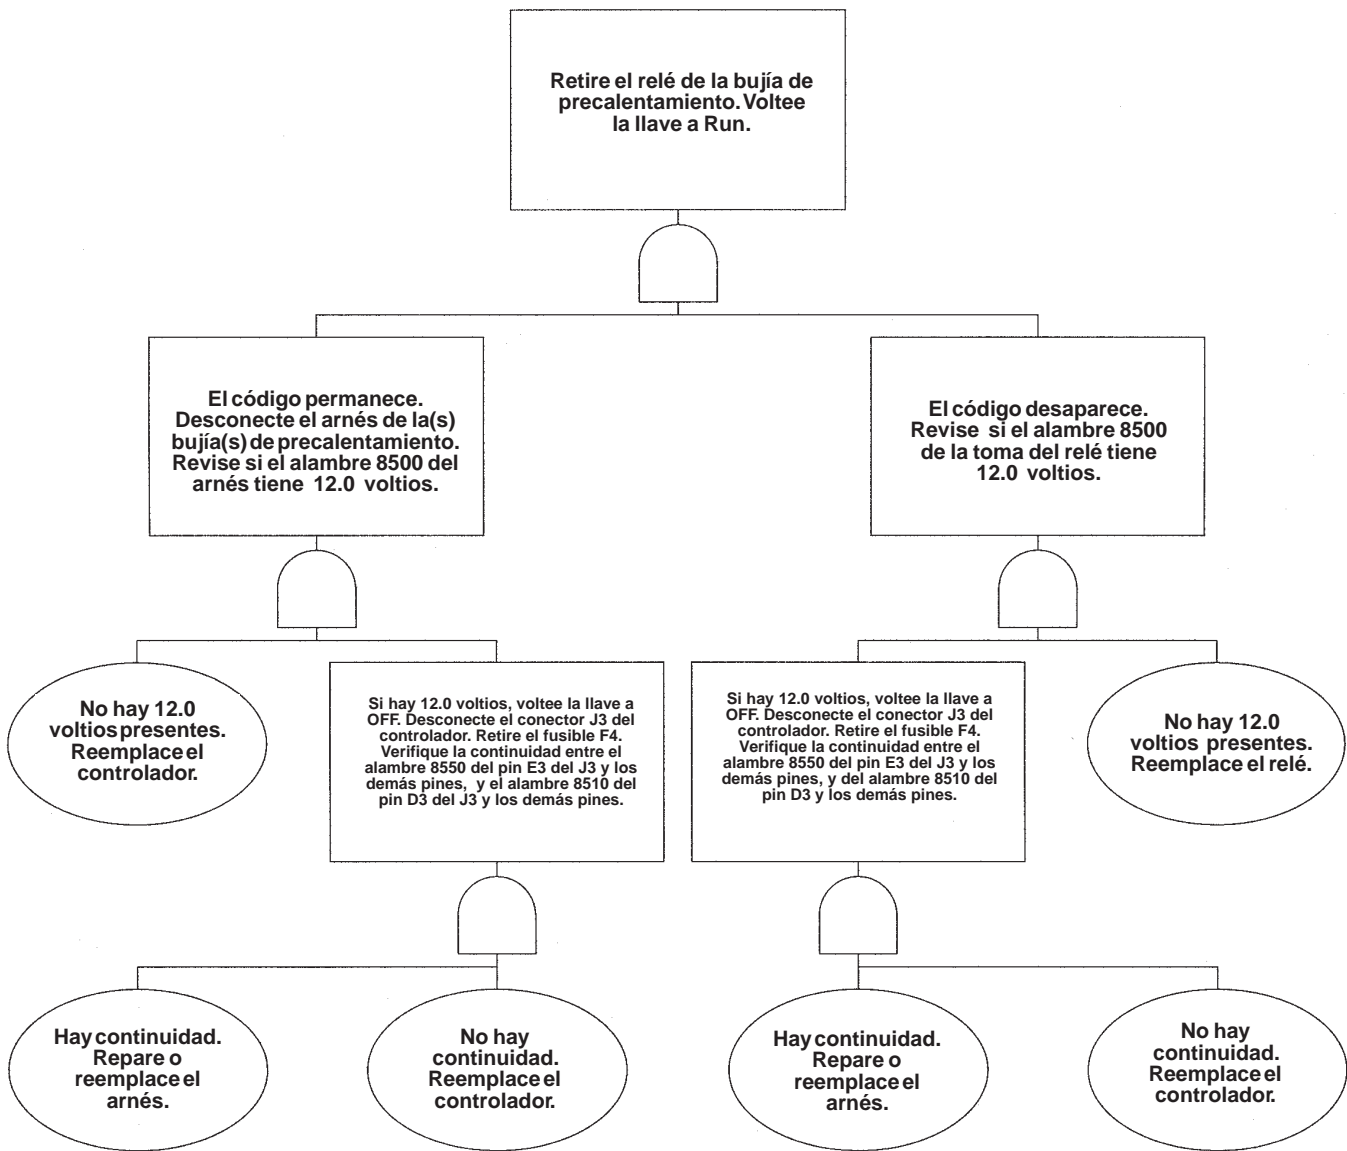 Retire el relé de la bujía de
precalentamiento. Voltee
la llave a Run.
El código permanece.
Desconecte el arnés de la(s)
bujía(s) de precalentamiento.
Revise si el alambre 8500 del
arnés tiene 12.0 voltios.
El código desaparece.
Revise si el alambre 8500
de la toma del relé tiene
12.0 voltios.
No hay 12.0
voltios presentes.
Reemplace el
controlador.
Si hay 12.0 voltios, voltee la llave a
OFF. Desconecte el conector J3 del
controlador. Retire el fusible F4.
Verifique la continuidad entre el
alambre 8550 del pin E3 del J3 y los
demás pines, y el alambre 8510 del
pin D3 del J3 y los demás pines.
Si hay 12.0 voltios, voltee la llave a
OFF. Desconecte el conector J3 del
controlador. Retire el fusible F4.
Verifique la continuidad entre el
alambre 8550 del pin E3 del J3 y los
demás pines, y del alambre 8510 del
pin D3 y los demás pines.
No hay 12.0
voltios presentes.
Reemplace el relé.
Hay continuidad.
Repare o
reemplace el
arnés.
No hay
continuidad.
Reemplace el
controlador.
Hay continuidad.
Repare o
reemplace el
arnés.
No hay
continuidad.
Reemplace el
controlador.